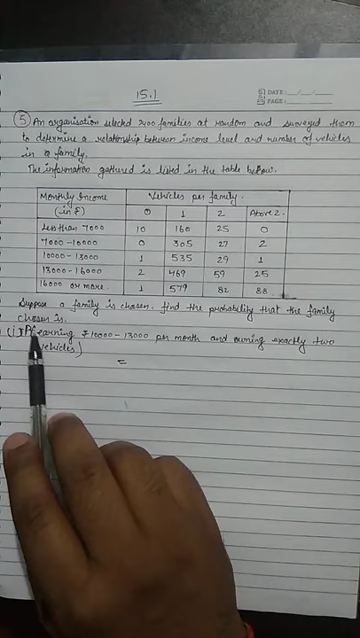 15.1
DATE: __/__/__
PAGE:
(5) An organisation selected 2400 families at random and surveyed them
to determine a relationship between income level and number of vehicles
in a family.
The information gathered is listed in the table below.
Monthly Income (in ₹) Vehicles per family.
0 1 2 Above 2.
Less than 7000 10 160 25 0
7000-10000 0 305 27 2
10000-13000 1 535 29 1
13000-16000 2 469 59 25
16000 or more. 1 579 82 88
Suppose a family is chosen. find the probability that the family
chosen is.
(i) P(earning ₹ 10000-13000 per month and owning exactly two
vehicles)
=